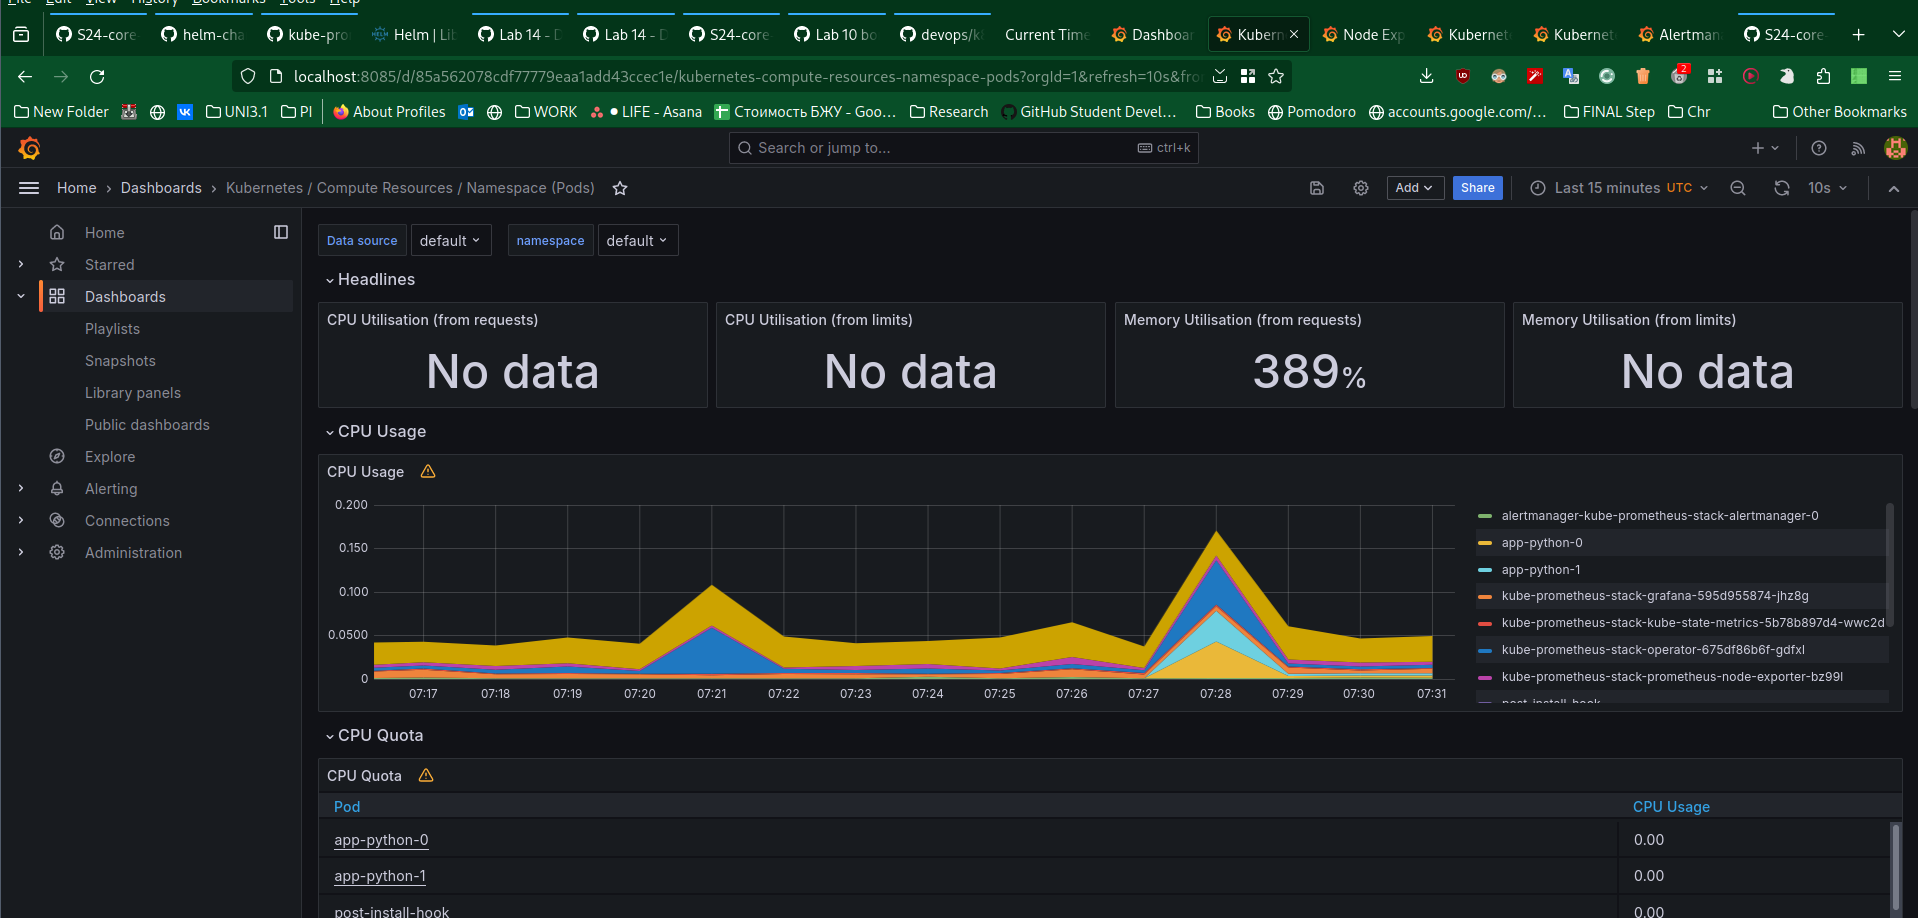 File Edit View History Bookmarks Tools Help
S24-core- helm-cha kube-pro Helm | Lib Lab 14 - D Lab 14 - D S24-core- Lab 10 bo devops/k Current Time Dashboar Kubern Node Exp Kubernet Kubernet Alertman S24-core-
localhost:8085/d/85a562078cdf77779eaa1add43ccec1e/kubernetes-compute-resources-namespace-pods?orgId=1&refresh=10s&fro
2
New Folder UNI3.1 PI About Profiles WORK LIFE - Asana Стоимость БЖУ - Goo… Research GitHub Student Devel… Books Pomodoro accounts.google.com/… FINAL Step Chr Other Bookmarks
Search or jump to... ctrl+k
Home › Dashboards › Kubernetes / Compute Resources / Namespace (Pods) Add Share Last 15 minutes UTC 10s
Home
Starred
Dashboards
Playlists
Snapshots
Library panels
Public dashboards
Explore
Alerting
Connections
Administration
Data source default namespace default
Headlines
CPU Utilisation (from requests) CPU Utilisation (from limits) Memory Utilisation (from requests) Memory Utilisation (from limits)
No data No data 389% No data
CPU Usage
CPU Usage
0.200
0.150
0.100
0.0500
0
07:17 07:18 07:19 07:20 07:21 07:22 07:23 07:24 07:25 07:26 07:27 07:28 07:29 07:30 07:31
alertmanager-kube-prometheus-stack-alertmanager-0
app-python-0
app-python-1
kube-prometheus-stack-grafana-595d955874-jhz8g
kube-prometheus-stack-kube-state-metrics-5b78b897d4-wwc2d
kube-prometheus-stack-operator-675df86b6f-gdfxl
kube-prometheus-stack-prometheus-node-exporter-bz99l
post-install-hook
CPU Quota
CPU Quota
Pod CPU Usage
app-python-0 0.00
app-python-1 0.00
post-install-hook 0.00